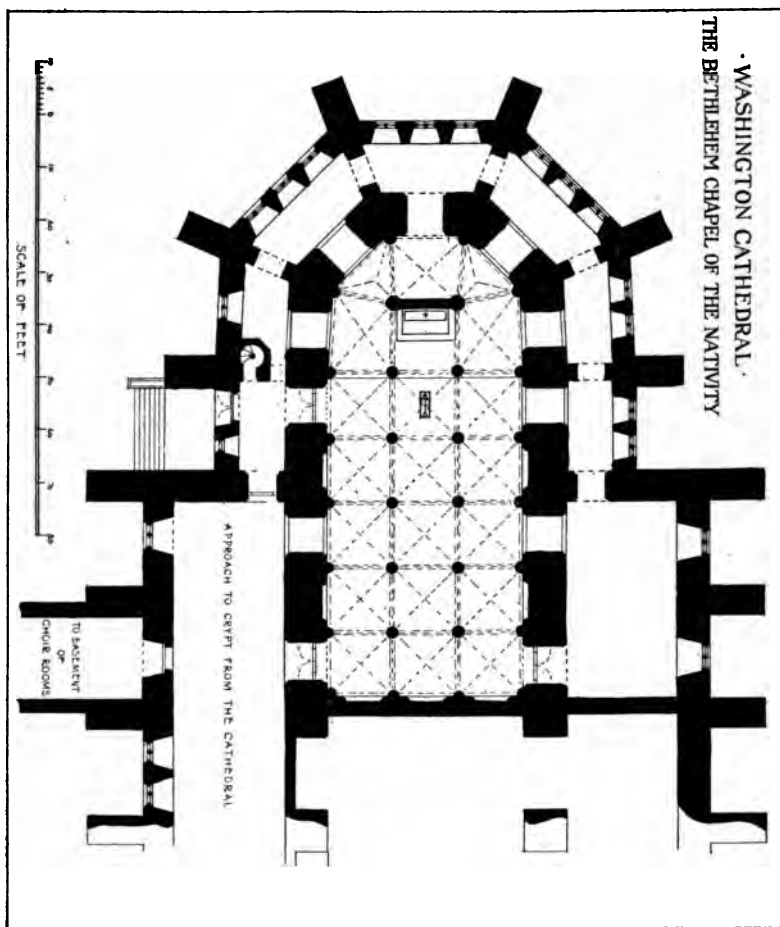 · WASHINGTON CATHEDRAL ·
THE BETHLEHEM CHAPEL OF THE NATIVITY
SCALE OF FEET
APPROACH TO CRYPT FROM THE CATHEDRAL
TO BASEMENT
OF
CHOIR ROOMS